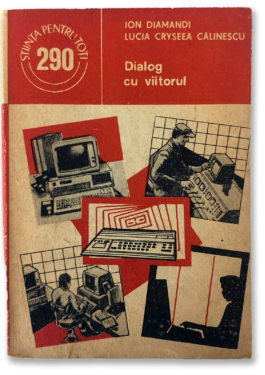 ȘTIINȚA PENTRU TOȚI
290
ION DIAMANDI
LUCIA CRYSEEA CĂLINESCU
Dialog
cu viitorul